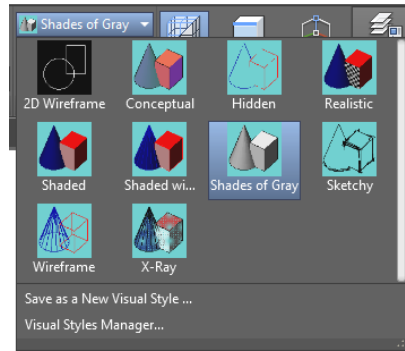 Shades of Gray
2D Wireframe Conceptual Hidden Realistic
Shaded Shaded wi... Shades of Gray Sketchy
Wireframe X-Ray
Save as a New Visual Style ...
Visual Styles Manager...